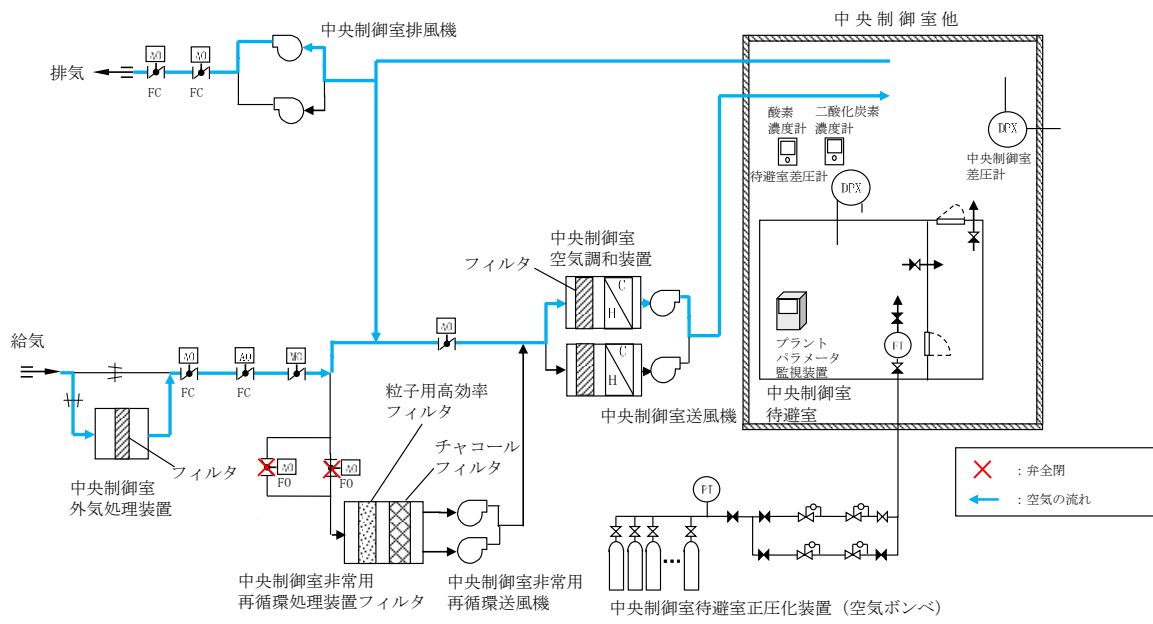 中央制御室他
中央制御室排風機
AO
AO
排気
FC
FC
酸素
濃度計
二酸化炭素
濃度計
DPX
中央制御室
差圧計
待避室差圧計
DPX
中央制御室
空気調和装置
フィルタ
C
H
給気
AO
AO
AO
MO
FC
FC
C
H
FI
プラント
パラメータ
監視装置
中央制御室
待避室
粒子用高効率
フィルタ
中央制御室送風機
チャコール
フィルタ
フィルタ
AO
FO
AO
FO
中央制御室
外気処理装置
:弁全閉
:空気の流れ
PI
中央制御室非常用
再循環処理装置フィルタ
中央制御室非常用
再循環送風機
中央制御室待避室正圧化装置（空気ボンベ）